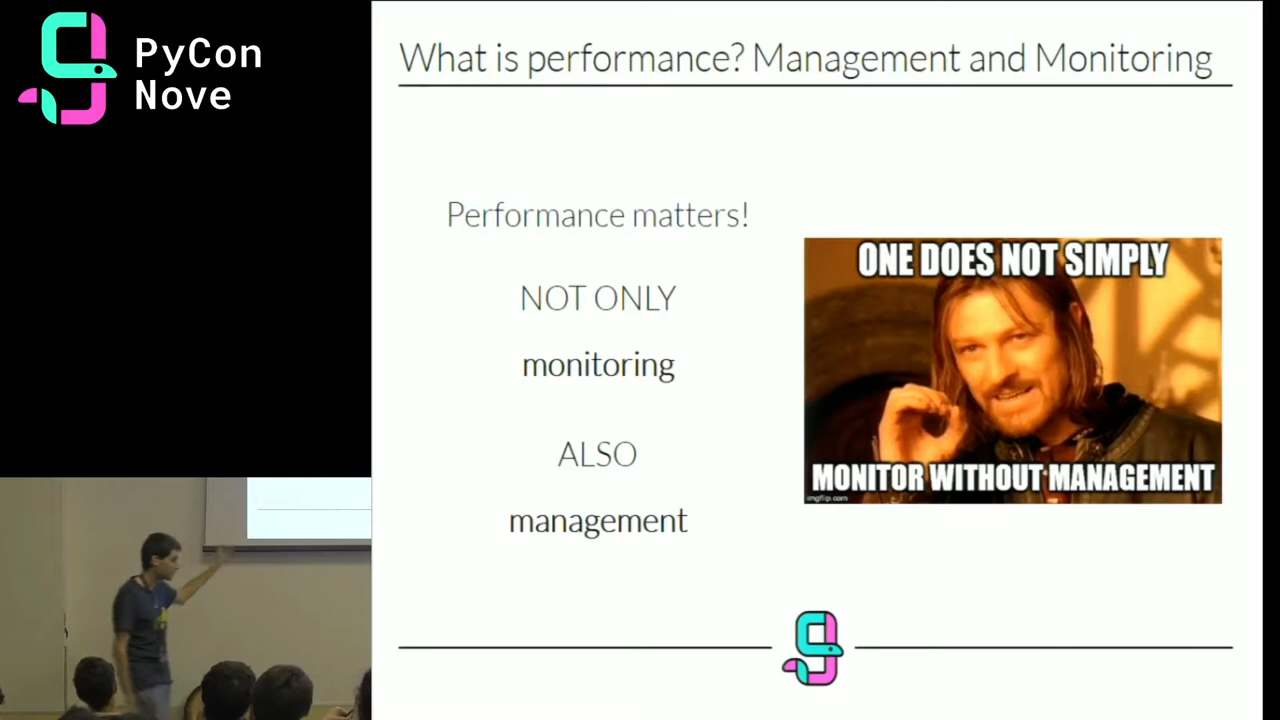 PyCon
Nove
What is performance? Management and Monitoring
Performance matters!
NOT ONLY
monitoring
ALSO
management
ONE DOES NOT SIMPLY
MONITOR WITHOUT MANAGEMENT
imgflip.com